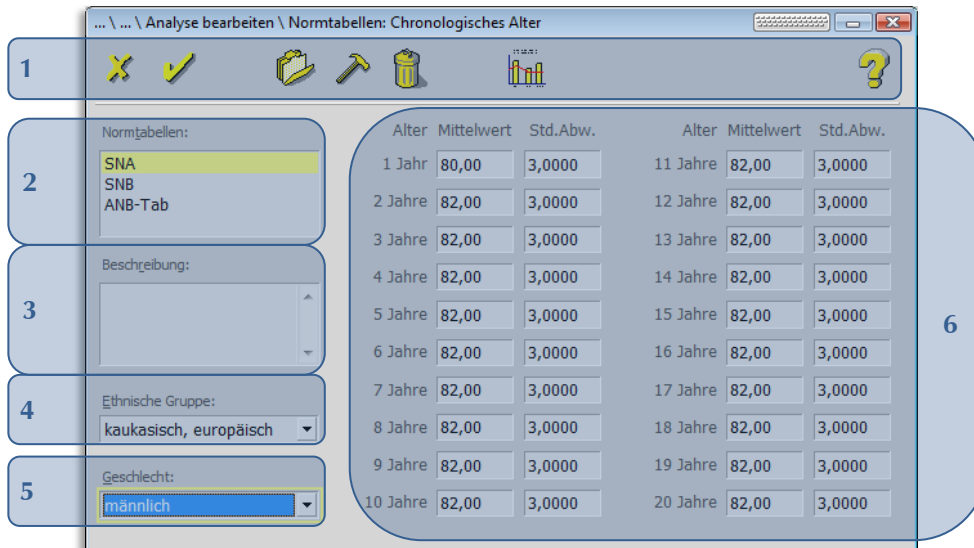 ... \ ... \ Analyse bearbeiten \ Normtabellen: Chronologisches Alter
1
2
Normtabellen:
SNA
SNB
ANB-Tab
3
Beschreibung:
4
Ethnische Gruppe:
kaukasisch, europäisch
5
Geschlecht:
männlich
Alter Mittelwert Std.Abw. Alter Mittelwert Std.Abw.
1 Jahr 80,00 3,0000 11 Jahre 82,00 3,0000
2 Jahre 82,00 3,0000 12 Jahre 82,00 3,0000
3 Jahre 82,00 3,0000 13 Jahre 82,00 3,0000
4 Jahre 82,00 3,0000 14 Jahre 82,00 3,0000
5 Jahre 82,00 3,0000 15 Jahre 82,00 3,0000
6 Jahre 82,00 3,0000 16 Jahre 82,00 3,0000
7 Jahre 82,00 3,0000 17 Jahre 82,00 3,0000
8 Jahre 82,00 3,0000 18 Jahre 82,00 3,0000
9 Jahre 82,00 3,0000 19 Jahre 82,00 3,0000
10 Jahre 82,00 3,0000 20 Jahre 82,00 3,0000
6